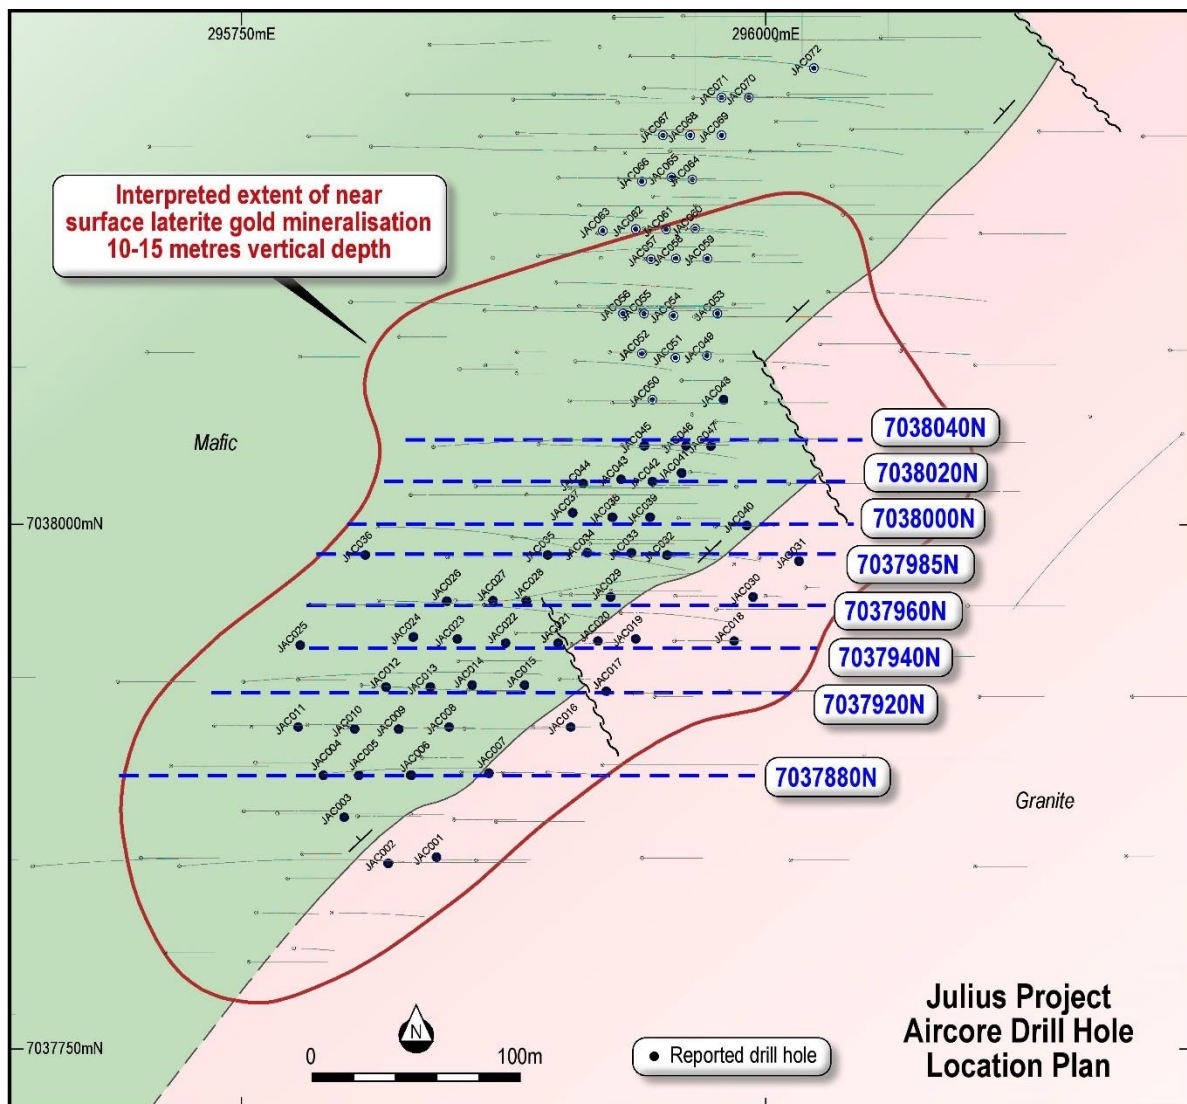 295750mE
296000mE
JAC072
JAC071
JAC070
JAC067
JAC068
JAC069
JAC066
JAC065
JAC064
Interpreted extent of near
surface laterite gold mineralisation
10-15 metres vertical depth
JAC063
JAC062
JAC061
JAC060
JAC057
JAC058
JAC059
JAC056
JAC055
JAC054
JAC053
JAC052
JAC051
JAC049
JAC050
JAC048
7038040N
Mafic
JAC045
JAC046
JAC047
7038020N
JAC044
JAC043
JAC042
JAC041
JAC037
JAC038
JAC039
7038000mN
JAC040
7038000N
JAC036
JAC035
JAC034
JAC033
JAC032
JAC031
7037985N
JAC026
JAC027
JAC028
JAC029
JAC030
7037960N
JAC025
JAC024
JAC023
JAC022
JAC021
JAC020
JAC019
JAC018
7037940N
JAC012
JAC013
JAC014
JAC015
JAC017
7037920N
JAC011
JAC010
JAC009
JAC008
JAC016
JAC004
JAC005
JAC006
JAC007
7037880N
JAC003
Granite
JAC002
JAC001
Julius Project
Aircore Drill Hole
Location Plan
7037750mN
N
0
100m
Reported drill hole